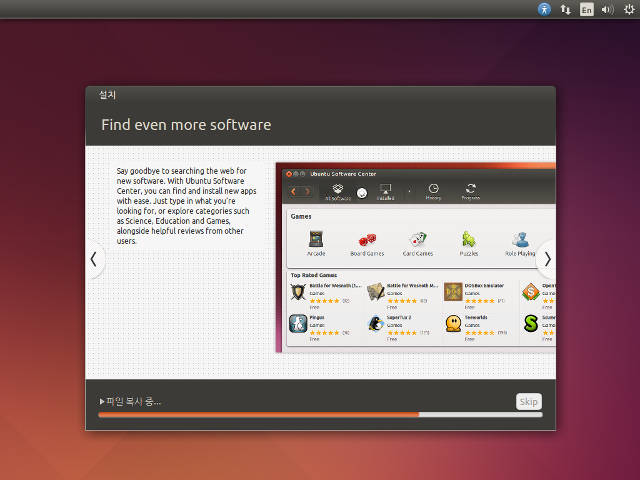 En
설치
Find even more software
Say goodbye to searching the web for
new software. With Ubuntu Software
Center, you can find and install new apps
with ease. Just type in what you're
looking for, or explore categories such
as Science, Education and Games,
alongside helpful reviews from other
users.
Ubuntu Software Center
All Software Installed History Progress
Games
Arcade Board Games Card Games Puzzles Role Playing
Top Rated Games
Battle for Wesnoth (1... Battle for Wesnoth M... DOSBox Emulator
Games Games Games
Free Free Free
Pingus SuperTux 2 Teeworlds
Games Games Games
Free Free Free
파일 복사 중...
Skip